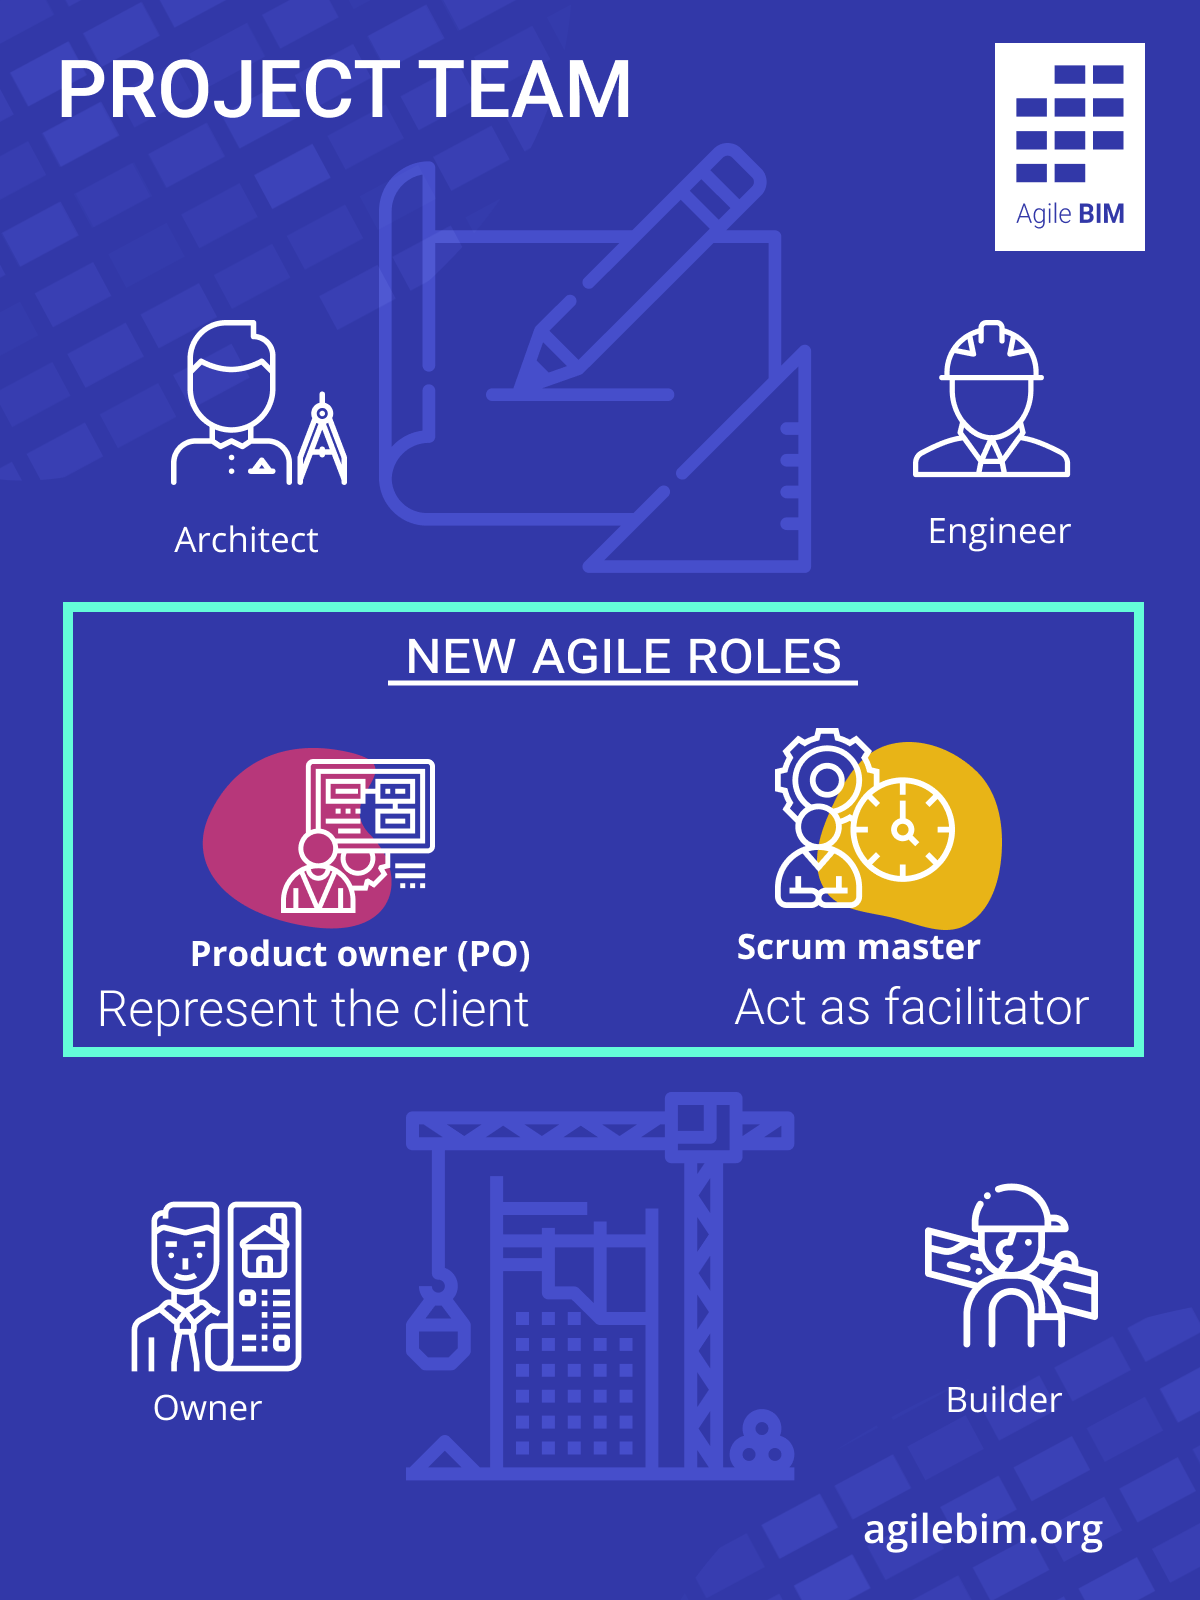 PROJECT TEAM
Agile BIM
Architect
Engineer
NEW AGILE ROLES
Product owner (PO)
Represent the client
Scrum master
Act as facilitator
Owner
Builder
agilebim.org